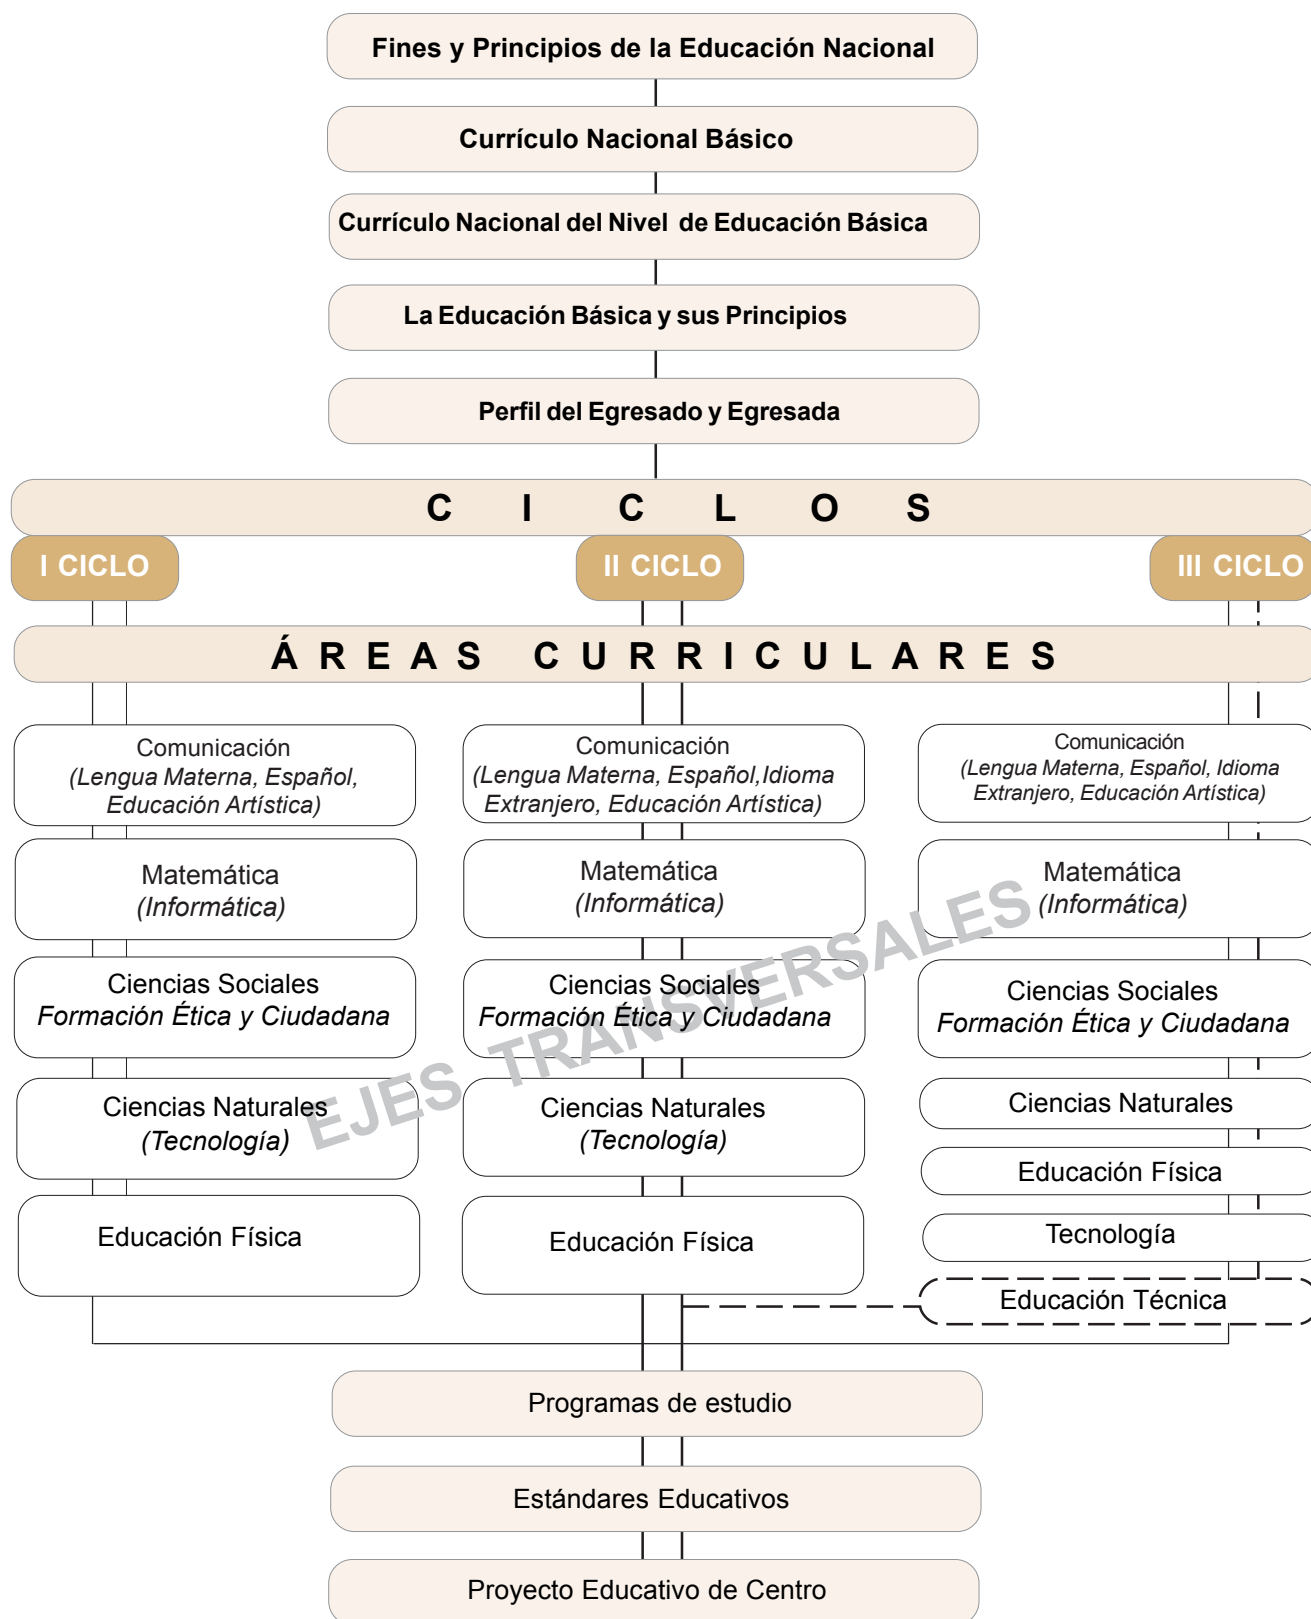 Fines y Principios de la Educación Nacional
Currículo Nacional Básico
Currículo Nacional del Nivel de Educación Básica
La Educación Básica y sus Principios
Perfil del Egresado y Egresada
C I C L O S
I CICLO
II CICLO
III CICLO
ÁREAS CURRICULARES
Comunicación
(Lengua Materna, Español,
Educación Artística)
Matemática
(Informática)
Ciencias Sociales
Formación Ética y Ciudadana
Ciencias Naturales
(Tecnología)
Educación Física
Comunicación
(Lengua Materna, Español,Idioma
Extranjero, Educación Artística)
Matemática
(Informática)
Ciencias Sociales
Formación Ética y Ciudadana
Ciencias Naturales
(Tecnología)
Educación Física
Comunicación
(Lengua Materna, Español, Idioma
Extranjero, Educación Artística)
Matemática
(Informática)
Ciencias Sociales
Formación Ética y Ciudadana
Ciencias Naturales
Educación Física
Tecnología
Educación Técnica
EJES TRANSVERSALES
Programas de estudio
Estándares Educativos
Proyecto Educativo de Centro